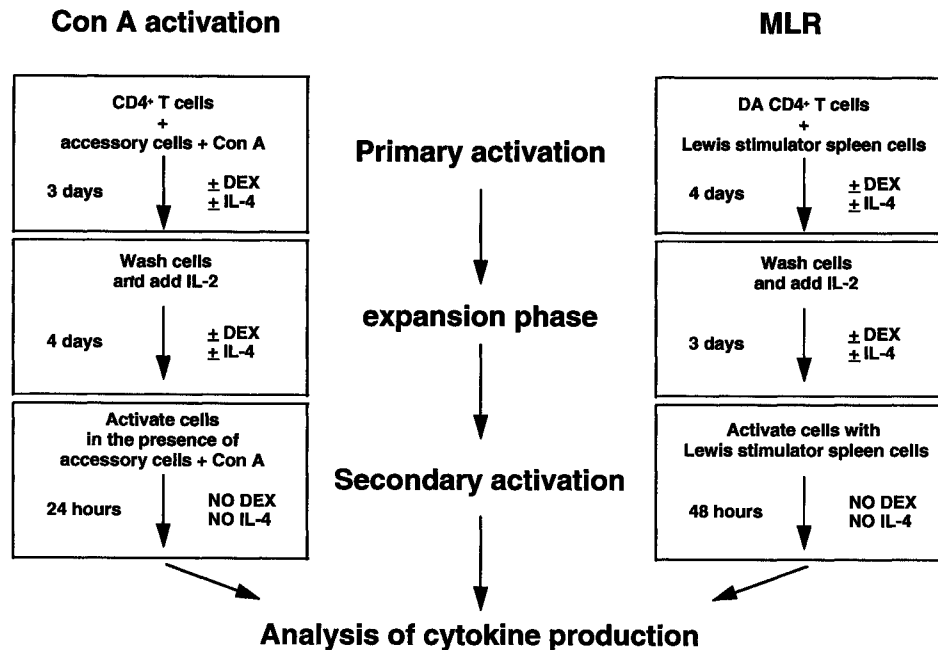 Con A activation
MLR
CD4+ T cells
+
accessory cells + Con A
3 days
± DEX
± IL-4
Primary activation
DA CD4+ T cells
+
Lewis stimulator spleen cells
4 days
± DEX
± IL-4
Wash cells
and add IL-2
4 days
± DEX
± IL-4
expansion phase
Wash cells
and add IL-2
3 days
± DEX
± IL-4
Activate cells
in the presence of
accessory cells + Con A
24 hours
NO DEX
NO IL-4
Secondary activation
Activate cells with
Lewis stimulator spleen cells
48 hours
NO DEX
NO IL-4
Analysis of cytokine production